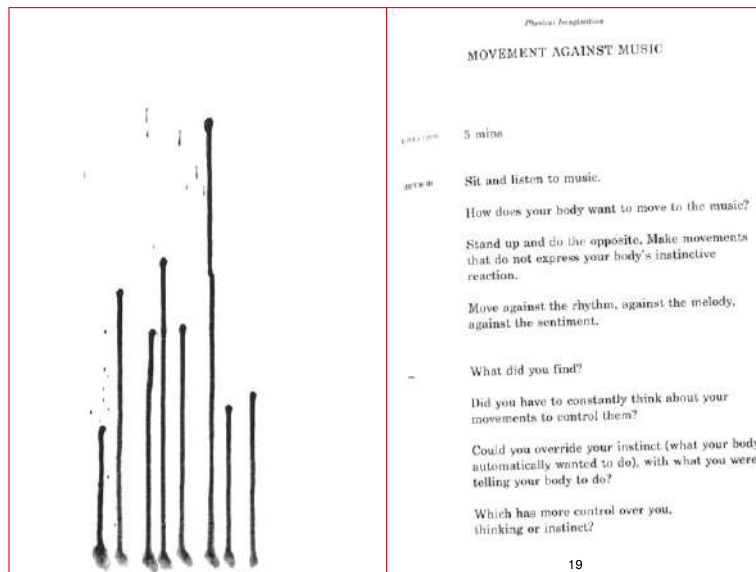 Physical Imagination
MOVEMENT AGAINST MUSIC
5 mins
Sit and listen to music.
How does your body want to move to the music?
Stand up and do the opposite. Make movements
that do not express your body's instinctive
reaction.
Move against the rhythm, against the melody,
against the sentiment.
What did you find?
Did you have to constantly think about your
movements to control them?
Could you override your instinct (what your body
automatically wanted to do), with what you were
telling your body to do?
Which has more control over you,
thinking or instinct?
19